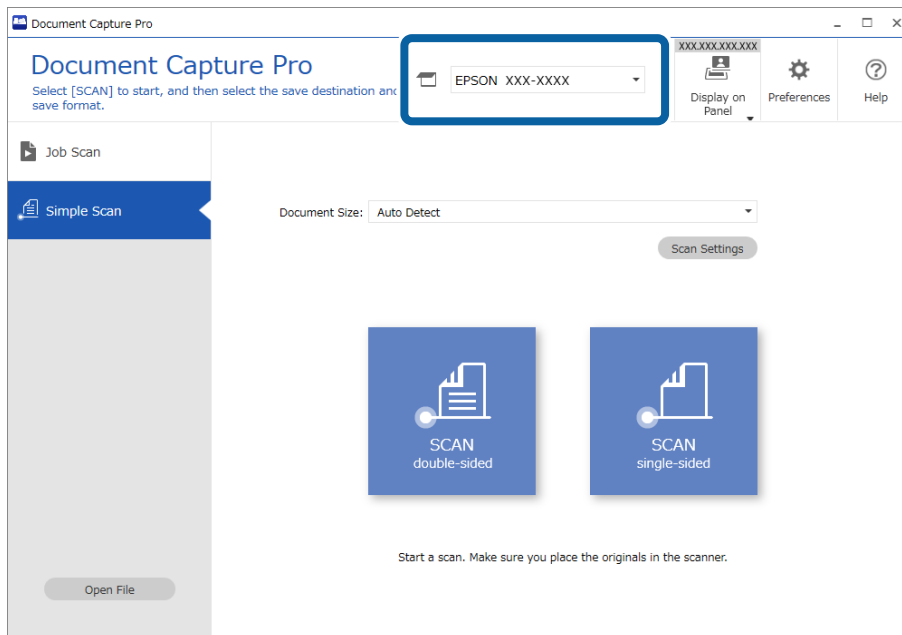 Document Capture Pro
Document Capture Pro
Select [SCAN] to start, and then select the save destination and
save format.
EPSON XXX-XXXX
XXX.XXX.XXX.XXX
Display on
Panel
Preferences
Help
Job Scan
Simple Scan
Document Size:
Auto Detect
Scan Settings
SCAN
double-sided
SCAN
single-sided
Start a scan. Make sure you place the originals in the scanner.
Open File